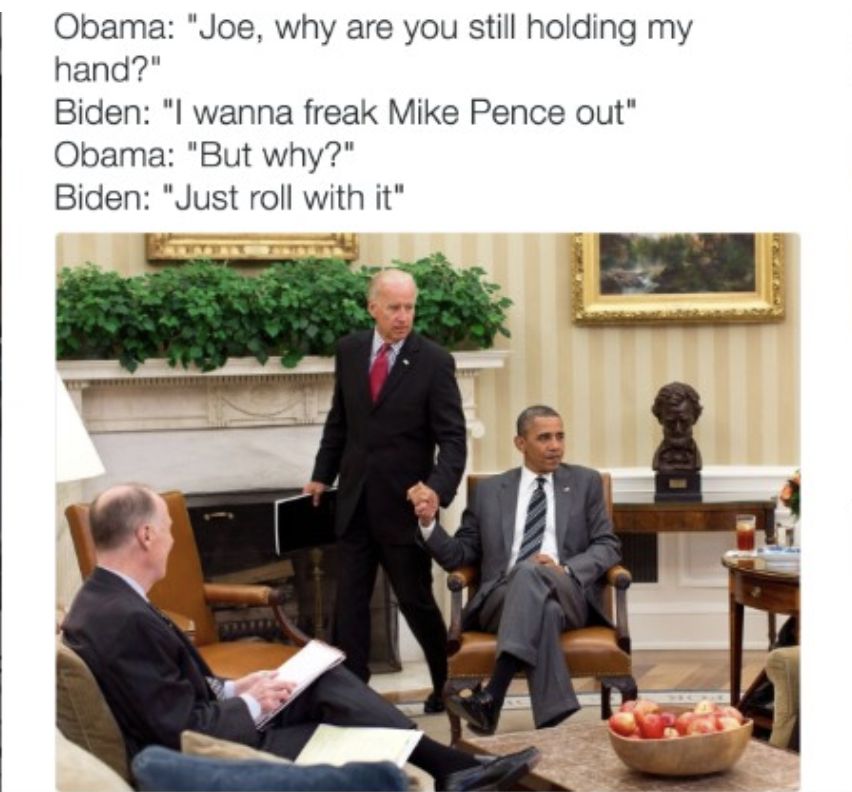 Obama: "Joe, why are you still holding my
hand?"
Biden: "I wanna freak Mike Pence out"
Obama: "But why?"
Biden: "Just roll with it"